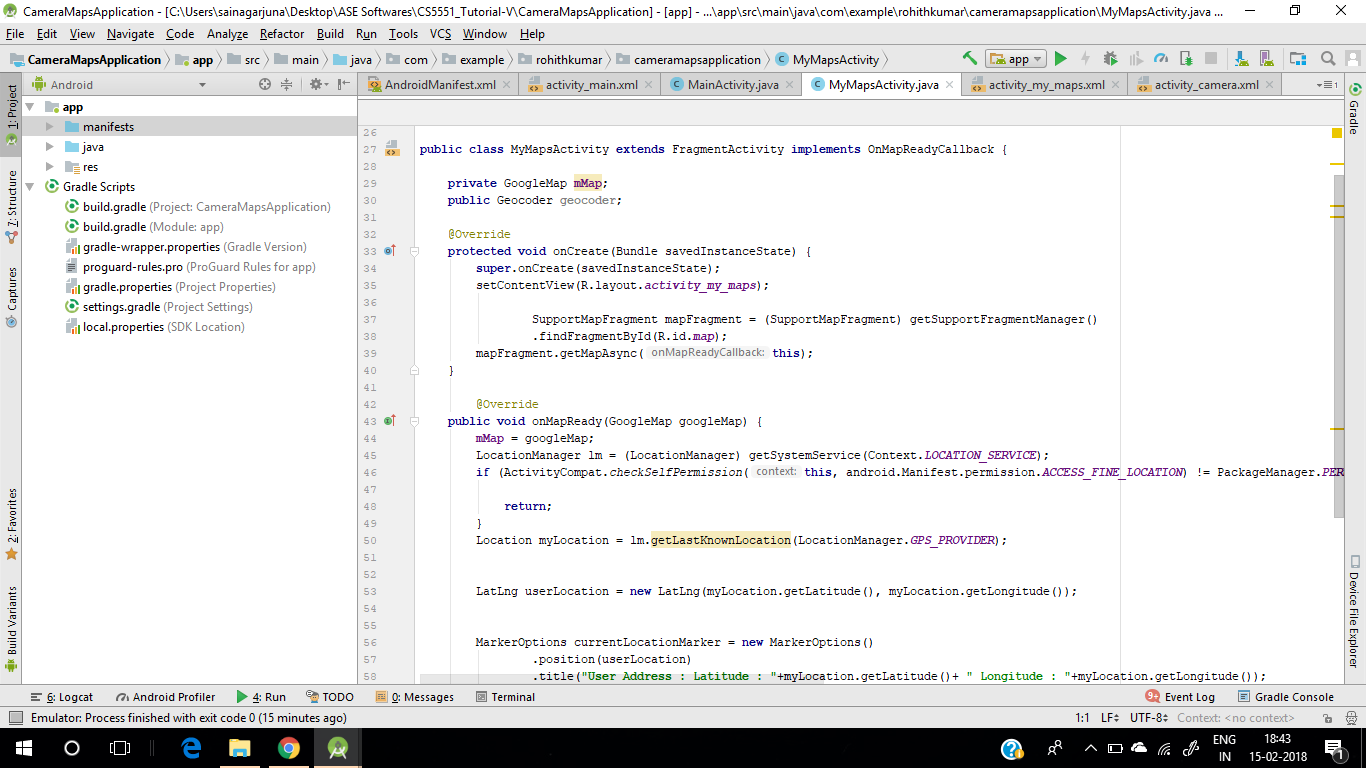 CameraMapsApplication - [C:\Users\sainagarjuna\Desktop\ASE Softwares\CS5551_Tutorial-V\CameraMapsApplication] - [app] - ...\app\src\main\java\com\example\rohithkumar\cameramapsapplication\MyMapsActivity.java ...
File Edit View Navigate Code Analyze Refactor Build Run Tools VCS Window Help
CameraMapsApplication app src main java com example rohithkumar cameramapsapplication MyMapsActivity app
Android
AndroidManifest.xml activity_main.xml MainActivity.java MyMapsActivity.java activity_my_maps.xml activity_camera.xml
1
1: Project
7: Structure
Captures
2: Favorites
Build Variants
app
manifests
java
res
Gradle Scripts
build.gradle (Project: CameraMapsApplication)
build.gradle (Module: app)
gradle-wrapper.properties (Gradle Version)
proguard-rules.pro (ProGuard Rules for app)
gradle.properties (Project Properties)
settings.gradle (Project Settings)
local.properties (SDK Location)
26
27 public class MyMapsActivity extends FragmentActivity implements OnMapReadyCallback {
28
29 private GoogleMap mMap;
30 public Geocoder geocoder;
31
32 @Override
33 protected void onCreate(Bundle savedInstanceState) {
34 super.onCreate(savedInstanceState);
35 setContentView(R.layout.activity_my_maps);
36
37 SupportMapFragment mapFragment = (SupportMapFragment) getSupportFragmentManager()
38 .findFragmentById(R.id.map);
39 mapFragment.getMapAsync( onMapReadyCallback: this);
40 }
41
42 @Override
43 public void onMapReady(GoogleMap googleMap) {
44 mMap = googleMap;
45 LocationManager lm = (LocationManager) getSystemService(Context.LOCATION_SERVICE);
46 if (ActivityCompat.checkSelfPermission( context: this, android.Manifest.permission.ACCESS_FINE_LOCATION) != PackageManager.PER
47
48 return;
49 }
50 Location myLocation = lm.getLastKnownLocation(LocationManager.GPS_PROVIDER);
51
52
53 LatLng userLocation = new LatLng(myLocation.getLatitude(), myLocation.getLongitude());
54
55
56 MarkerOptions currentLocationMarker = new MarkerOptions()
57 .position(userLocation)
58 .title("User Address : Latitude : "+myLocation.getLatitude()+ " Longitude : "+myLocation.getLongitude());
Gradle
Device File Explorer
6: Logcat Android Profiler 4: Run TODO 0: Messages Terminal 9+ Event Log Gradle Console
Emulator: Process finished with exit code 0 (15 minutes ago) 1:1 LF UTF-8 Context: <no context>
ENG 18:43
IN 15-02-2018 1